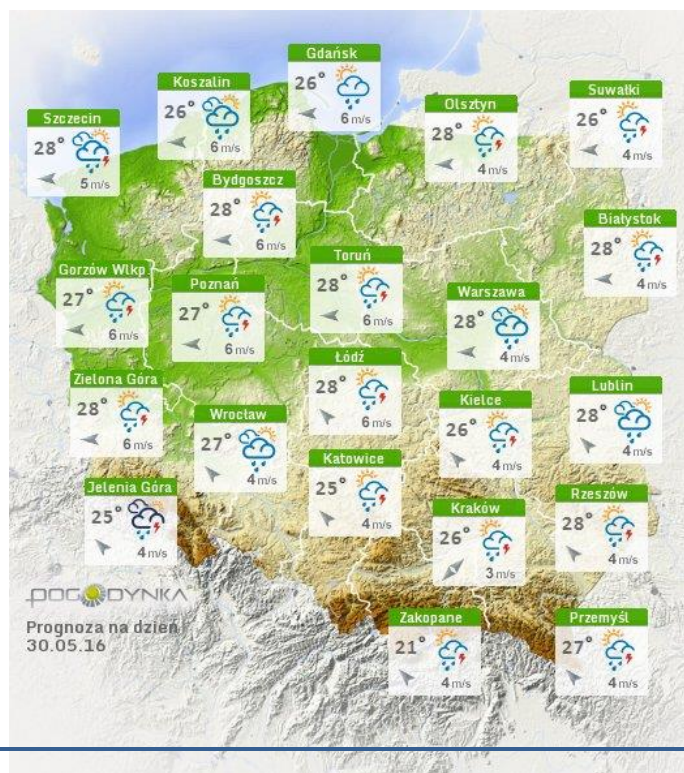 Gdańsk
26°
6 m/s
Koszalin
26°
6 m/s
Suwałki
26°
4 m/s
Olsztyn
28°
4 m/s
Szczecin
28°
5 m/s
Bydgoszcz
28°
6 m/s
Białystok
28°
4 m/s
Toruń
28°
6 m/s
Gorzów Wlkp
27°
6 m/s
Poznań
27°
6 m/s
Warszawa
28°
4 m/s
Łódź
28°
6 m/s
Zielona Góra
28°
6 m/s
Lublin
28°
4 m/s
Kielce
26°
4 m/s
Wrocław
27°
4 m/s
Katowice
25°
4 m/s
Jelenia Góra
25°
4 m/s
Rzeszów
28°
4 m/s
Kraków
26°
3 m/s
POGODYNKA
Prognoza na dzień
30.05.16
Zakopane
21°
4 m/s
Przemyśl
27°
4 m/s